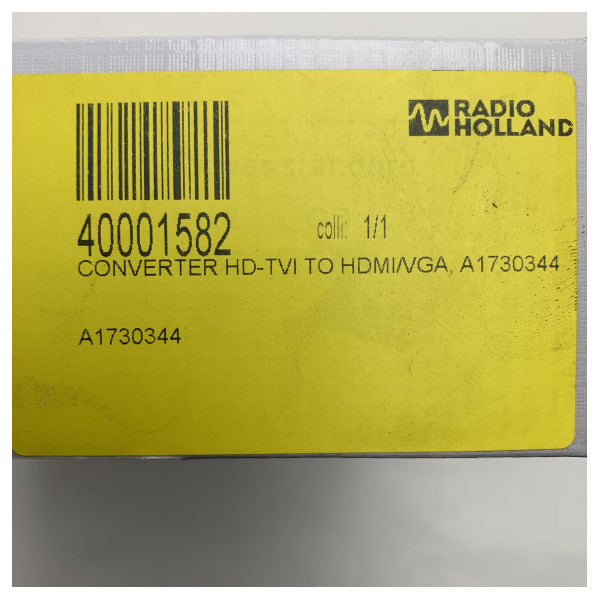 RADIO
HOLLAND
40001582 colli: 1/1
CONVERTER HD-TVI TO HDMI/VGA, A1730344
A1730344